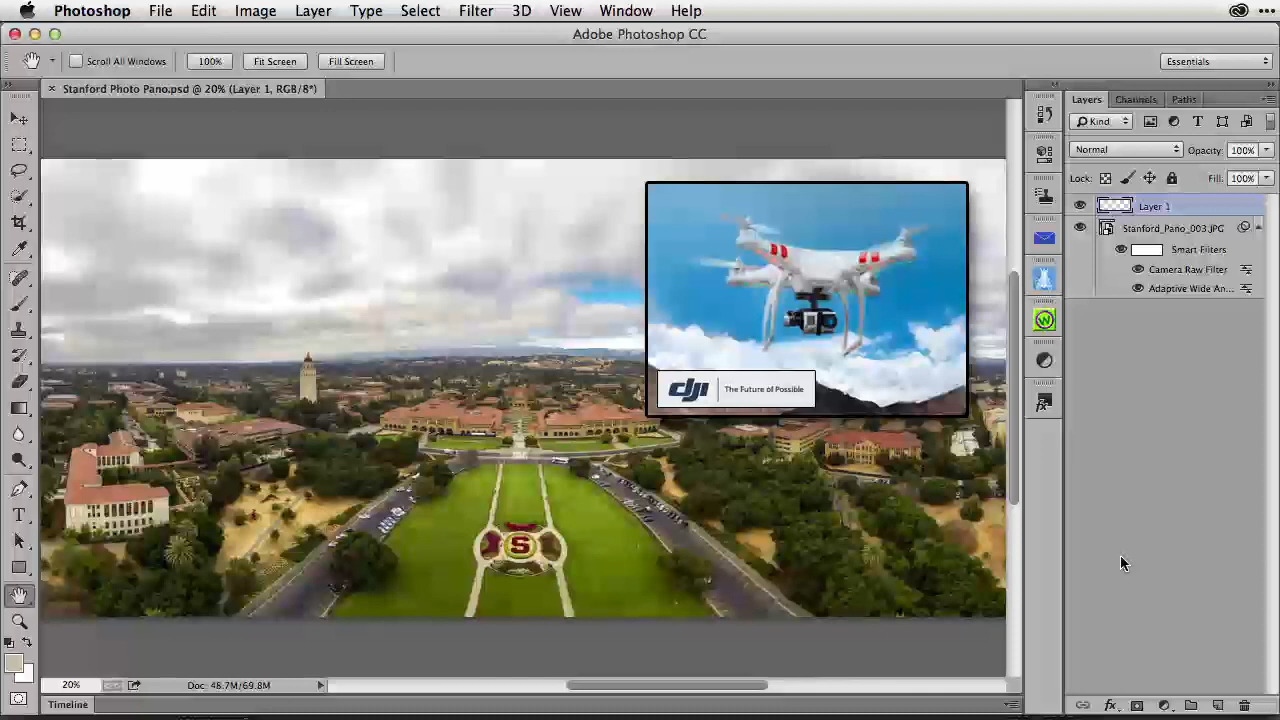 Photoshop File Edit Image Layer Type Select Filter 3D View Window Help
Adobe Photoshop CC
Scroll All Windows 100% Fit Screen Fill Screen Essentials
× Stanford Photo Pano.psd @ 20% (Layer 1, RGB/8*)
Layers Channels Paths
Kind
Normal Opacity: 100%
Lock: Fill: 100%
Layer 1
Stanford_Pano_003.JPG
Smart Filters
Camera Raw Filter
Adaptive Wide An...
dji The Future of Possible
S
20% Doc: 48.7M/69.8M
Timeline